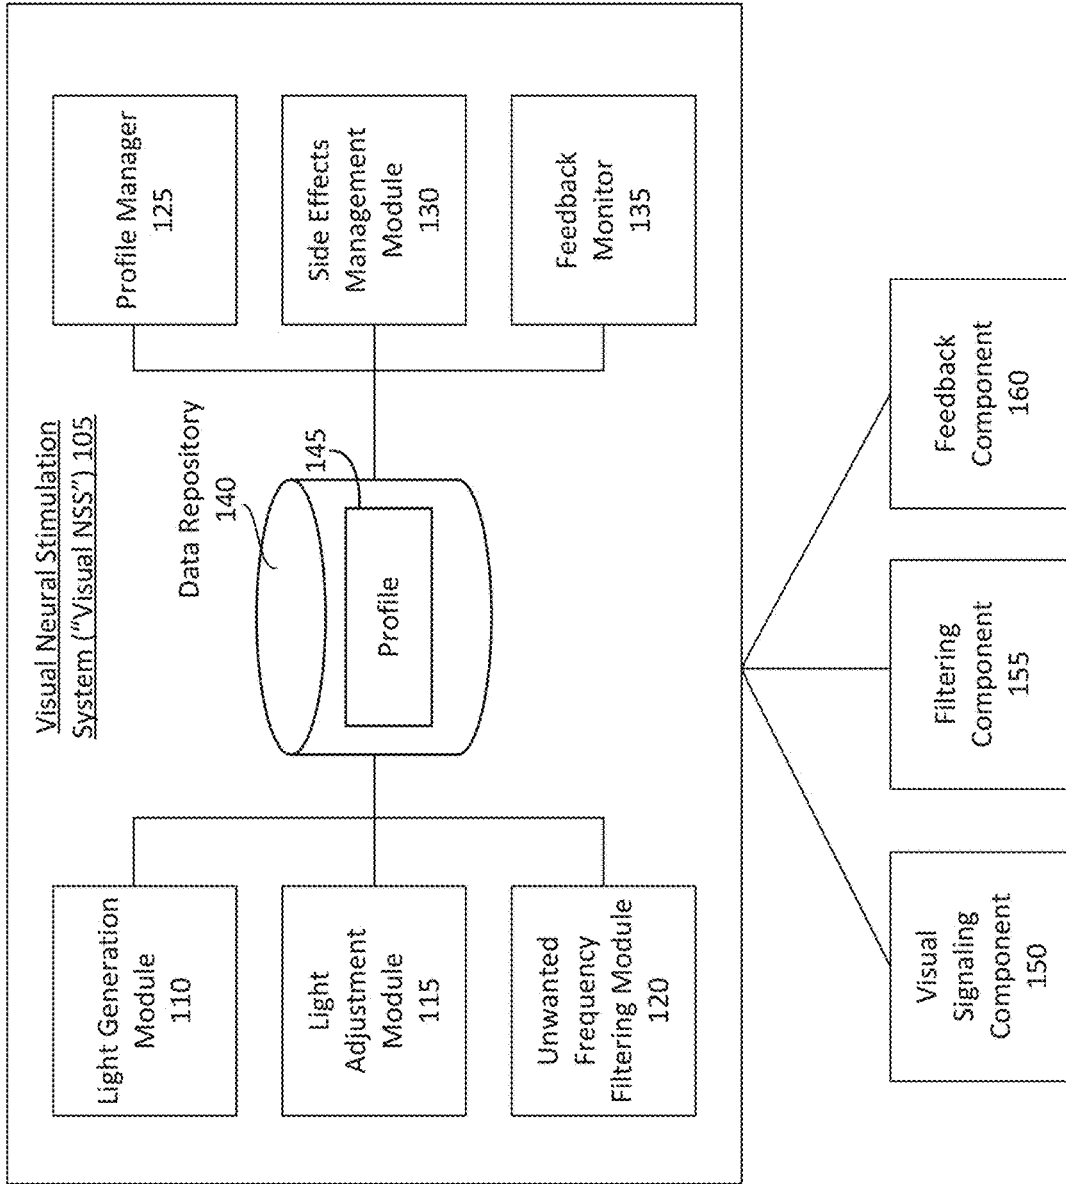 Visual Neural Stimulation
System ("Visual NSS") 105
Light Generation
Module
110
Light
Adjustment
Module
115
Unwanted
Frequency
Filtering Module
120
Data Repository
140
145
Profile
Profile Manager
125
Side Effects
Management
Module
130
Feedback
Monitor
135
Visual
Signaling
Component
150
Filtering
Component
155
Feedback
Component
160